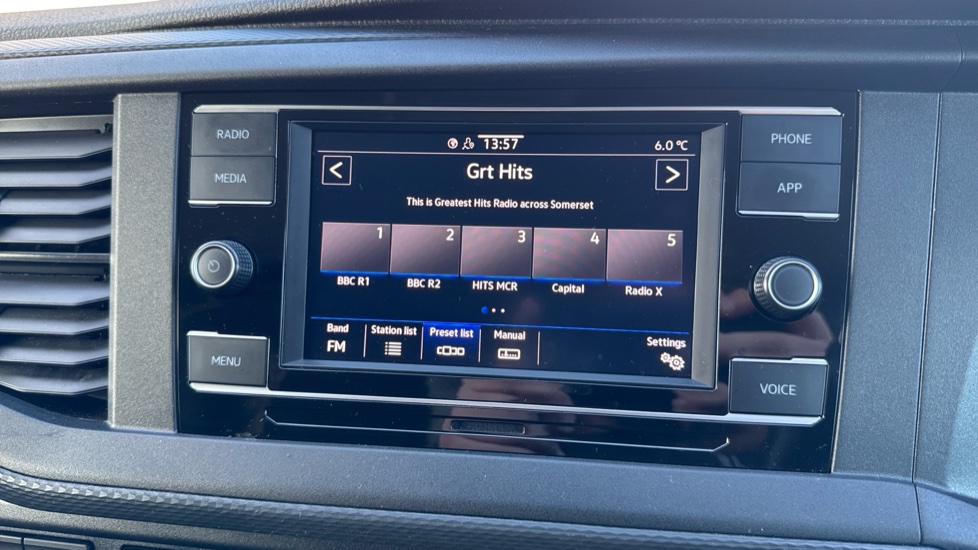 RADIO
MEDIA
PHONE
APP
MENU
VOICE
13:57
6.0 °C
<
Grt Hits
>
This is Greatest Hits Radio across Somerset
1 2 3 4 5
BBC R1 BBC R2 HITS MCR Capital Radio X
Band Station list Preset list Manual Settings
FM